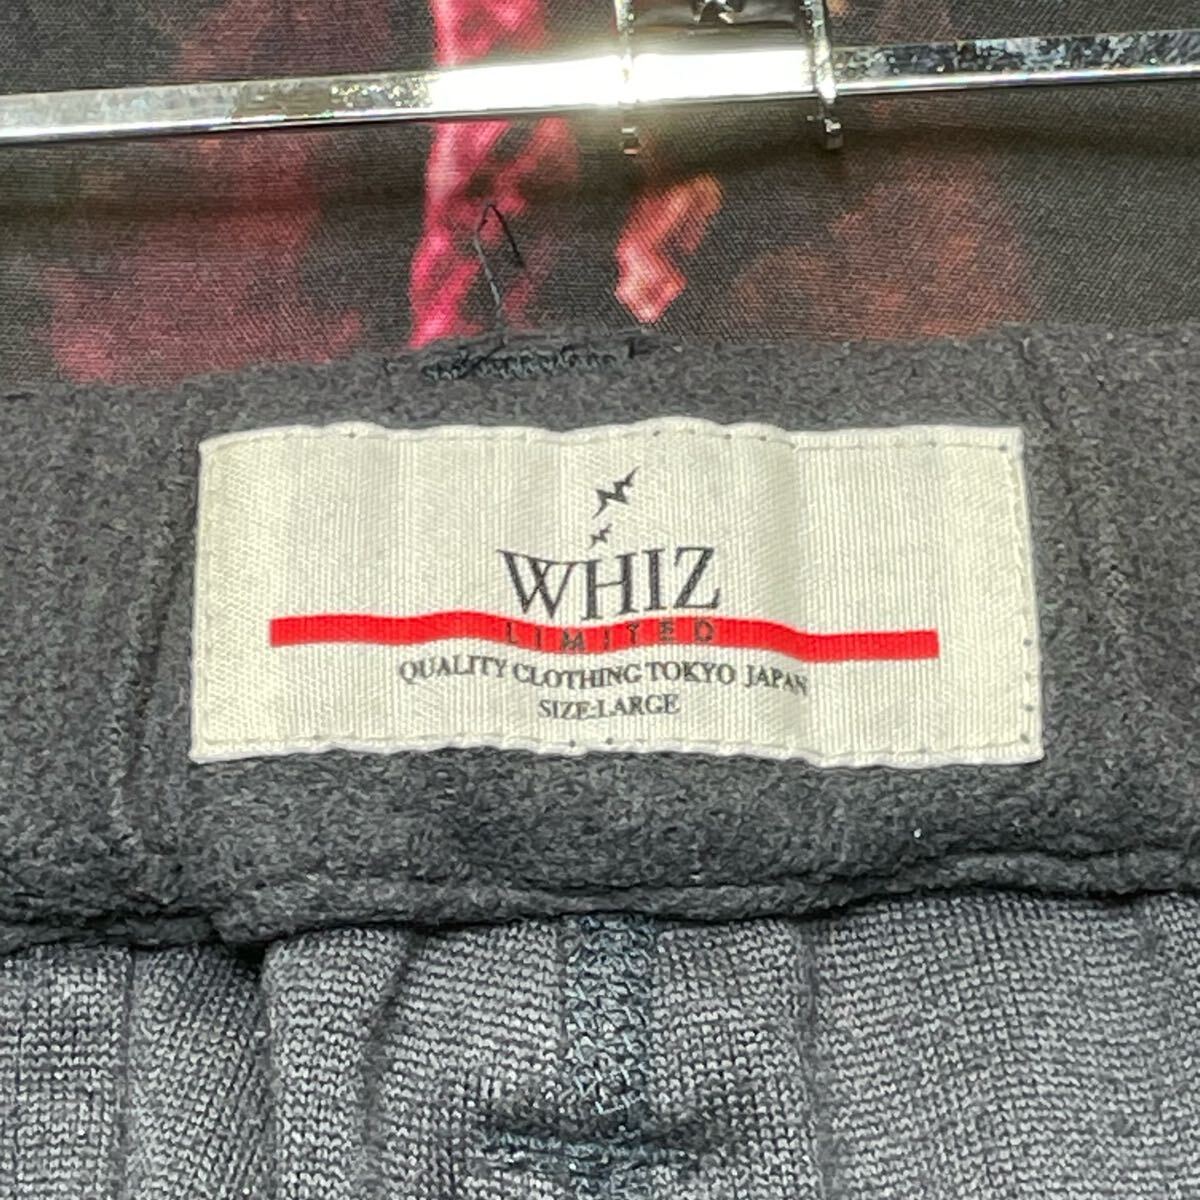 WHIZ
LIMITED
QUALITY CLOTHING TOKYO JAPAN
SIZE-LARGE